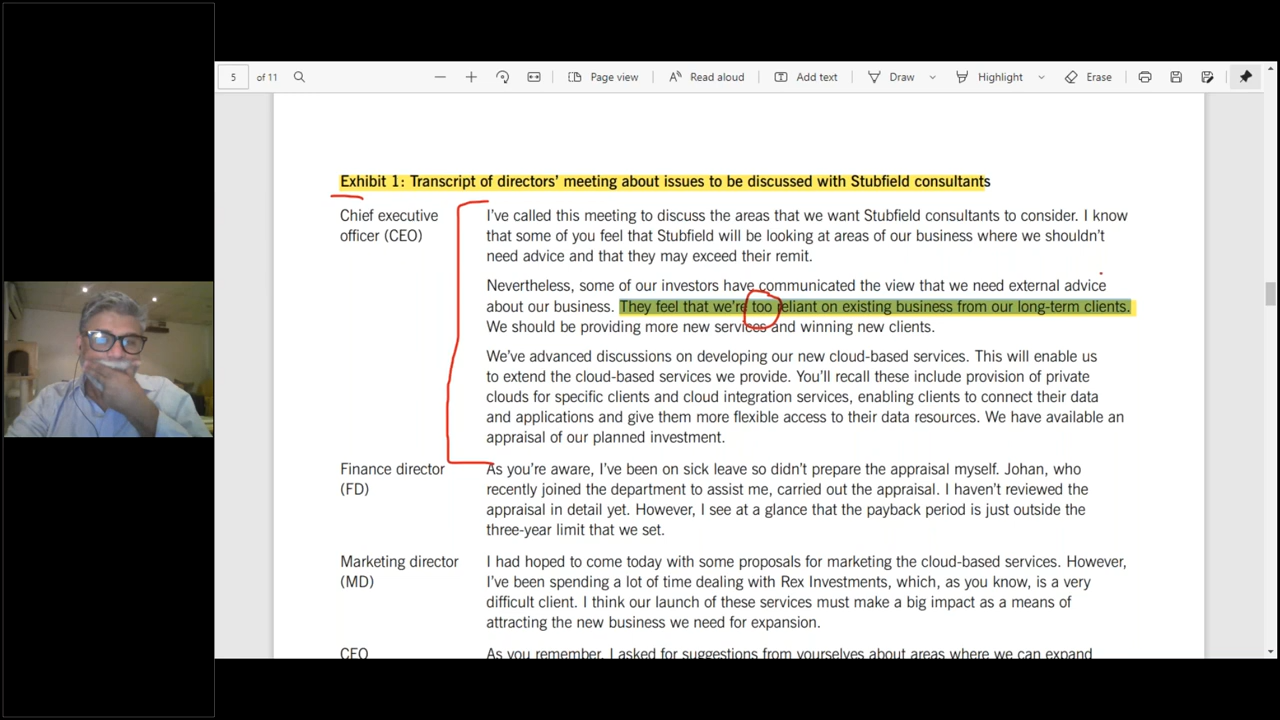 5 of 11
Page view
Read aloud
Add text
Draw
Highlight
Erase
Exhibit 1: Transcript of directors’ meeting about issues to be discussed with Stubfield consultants
Chief executive officer (CEO)
I’ve called this meeting to discuss the areas that we want Stubfield consultants to consider. I know
that some of you feel that Stubfield will be looking at areas of our business where we shouldn’t
need advice and that they may exceed their remit.
Nevertheless, some of our investors have communicated the view that we need external advice
about our business. They feel that we’re too reliant on existing business from our long-term clients.
We should be providing more new services and winning new clients.
We’ve advanced discussions on developing our new cloud-based services. This will enable us
to extend the cloud-based services we provide. You’ll recall these include provision of private
clouds for specific clients and cloud integration services, enabling clients to connect their data
and applications and give them more flexible access to their data resources. We have available an
appraisal of our planned investment.
Finance director (FD)
As you’re aware, I’ve been on sick leave so didn’t prepare the appraisal myself. Johan, who
recently joined the department to assist me, carried out the appraisal. I haven’t reviewed the
appraisal in detail yet. However, I see at a glance that the payback period is just outside the
three-year limit that we set.
Marketing director (MD)
I had hoped to come today with some proposals for marketing the cloud-based services. However,
I’ve been spending a lot of time dealing with Rex Investments, which, as you know, is a very
difficult client. I think our launch of these services must make a big impact as a means of
attracting the new business we need for expansion.
CEO
As you remember, I asked for suggestions from yourselves about areas where we can expand